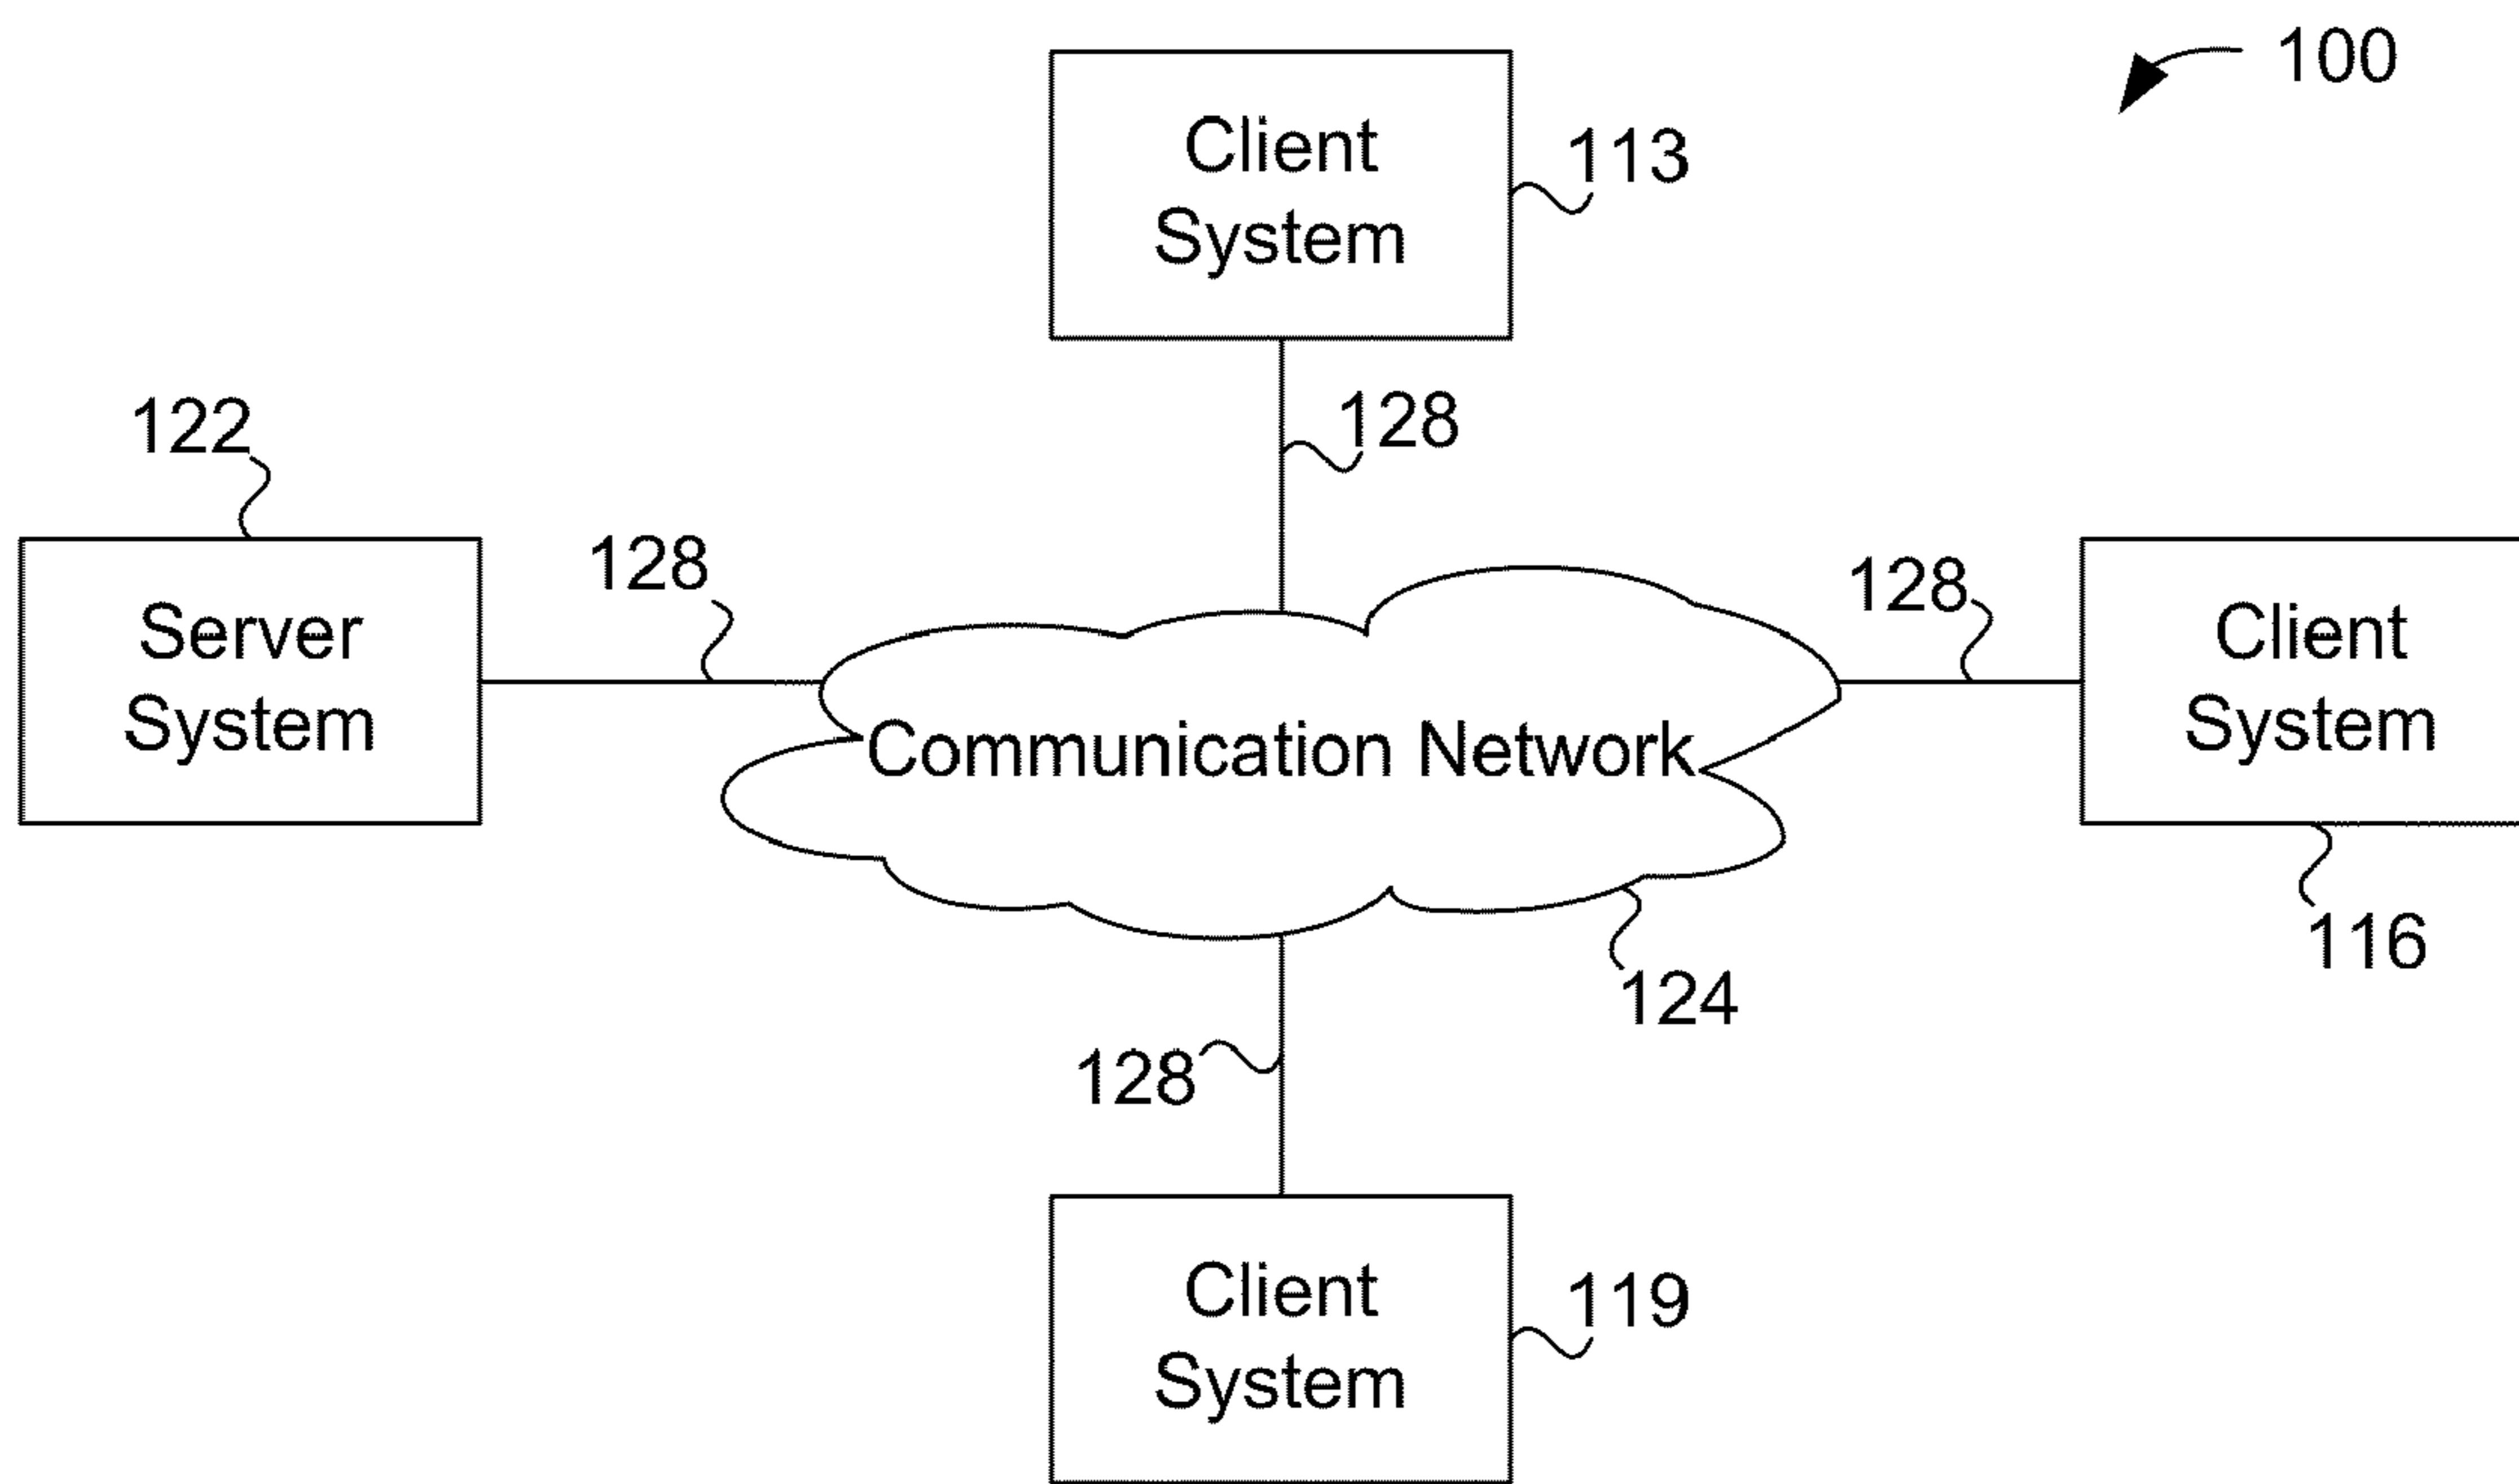 100
Client
System
113
128
122
128
128
Server
System
Client
System
Communication Network
116
124
128
Client
System
119